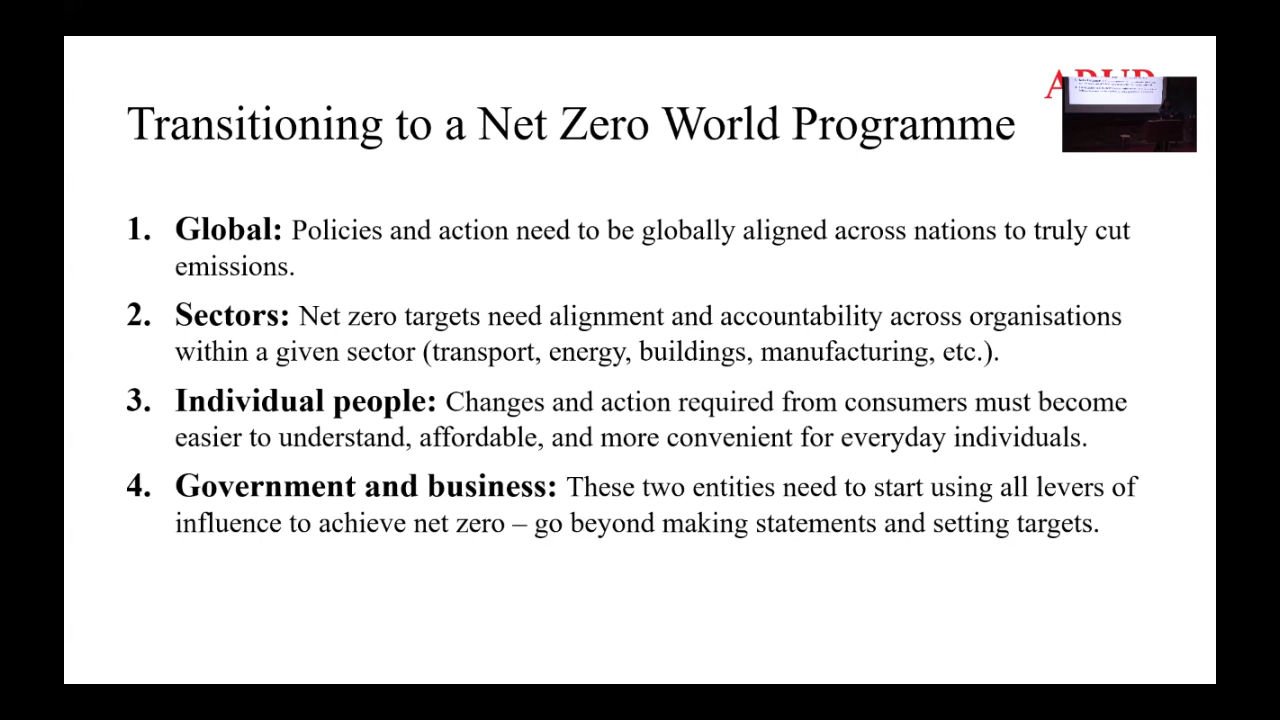 Transitioning to a Net Zero World Programme
1. Global: Policies and action need to be globally aligned across nations to truly cut
emissions.
2. Sectors: Net zero targets need alignment and accountability across organisations
within a given sector (transport, energy, buildings, manufacturing, etc.).
3. Individual people: Changes and action required from consumers must become
easier to understand, affordable, and more convenient for everyday individuals.
4. Government and business: These two entities need to start using all levers of
influence to achieve net zero – go beyond making statements and setting targets.